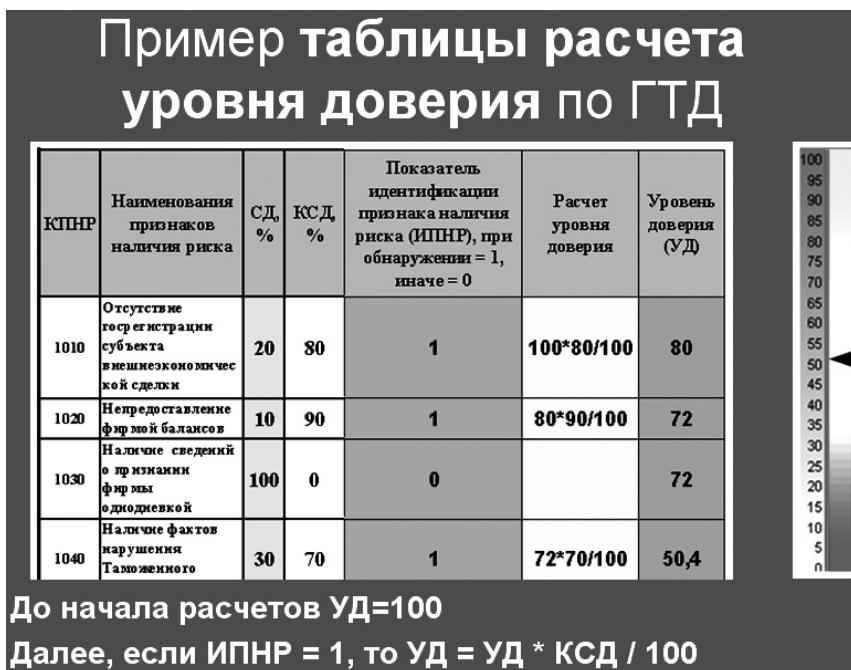 Пример таблицы расчета
уровня доверия по ГТД
КПНР
Наименования
признаков
наличия риска
СД,
%
КСД,
%
Показатель
идентификации
признака наличия
риска (ИПНР), при
обнаружении = 1,
иначе = 0
Расчет
уровня
доверия
Уровень
доверия
(УД)
1010
Отсутствие
госрегистрации
субъекта
внешнеэкономичес
кой сделки
20
80
1
100*80/100
80
1020
Непредоставление
фирмой балансов
10
90
1
80*90/100
72
1030
Наличие сведений
о признании
фирмы
однодневкой
100
0
0
72
1040
Наличие фактов
нарушения
Таможенного
30
70
1
72*70/100
50,4
До начала расчетов УД=100
Далее, если ИПНР = 1, то УД = УД * КСД / 100
100
95
90
85
80
75
70
65
60
55
50
45
40
35
30
25
20
15
10
5
0